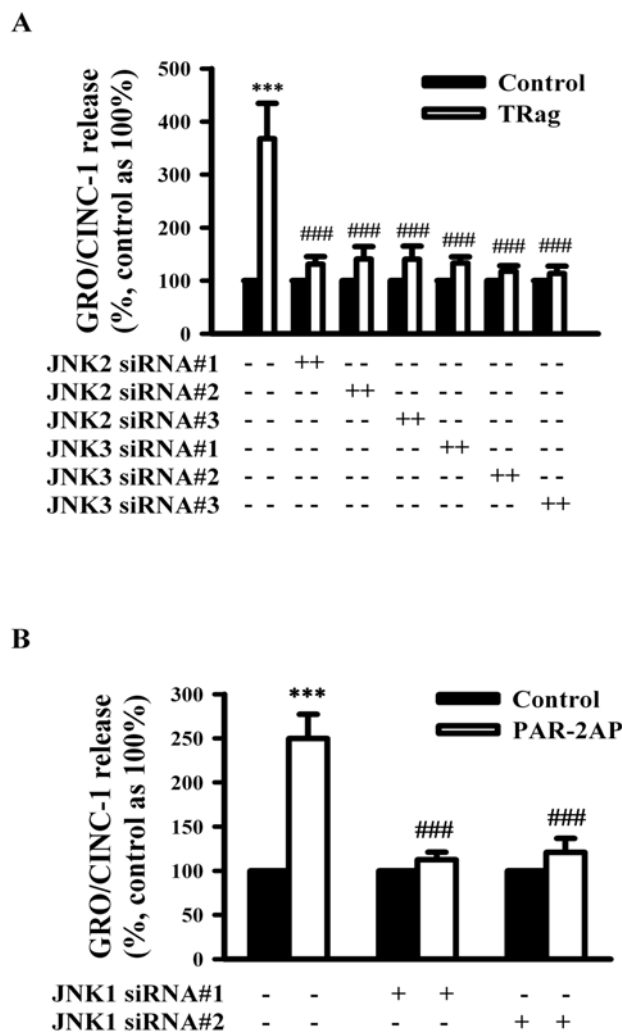 A
GRO/CINC-1 release
(%, control as 100%)
500
400
300
200
100
0
***
### ### ### ### ### ###
Control
TRag
JNK2 siRNA#1 - - ++ - - - - - - - - - -
JNK2 siRNA#2 - - - - ++ - - - - - - - -
JNK2 siRNA#3 - - - - - - ++ - - - - - -
JNK3 siRNA#1 - - - - - - - - ++ - - - -
JNK3 siRNA#2 - - - - - - - - - - ++ - -
JNK3 siRNA#3 - - - - - - - - - - - - ++
B
GRO/CINC-1 release
(%, control as 100%)
300
250
200
150
100
50
0
***
### ###
Control
PAR-2AP
JNK1 siRNA#1 - - + + - -
JNK1 siRNA#2 - - - - + +